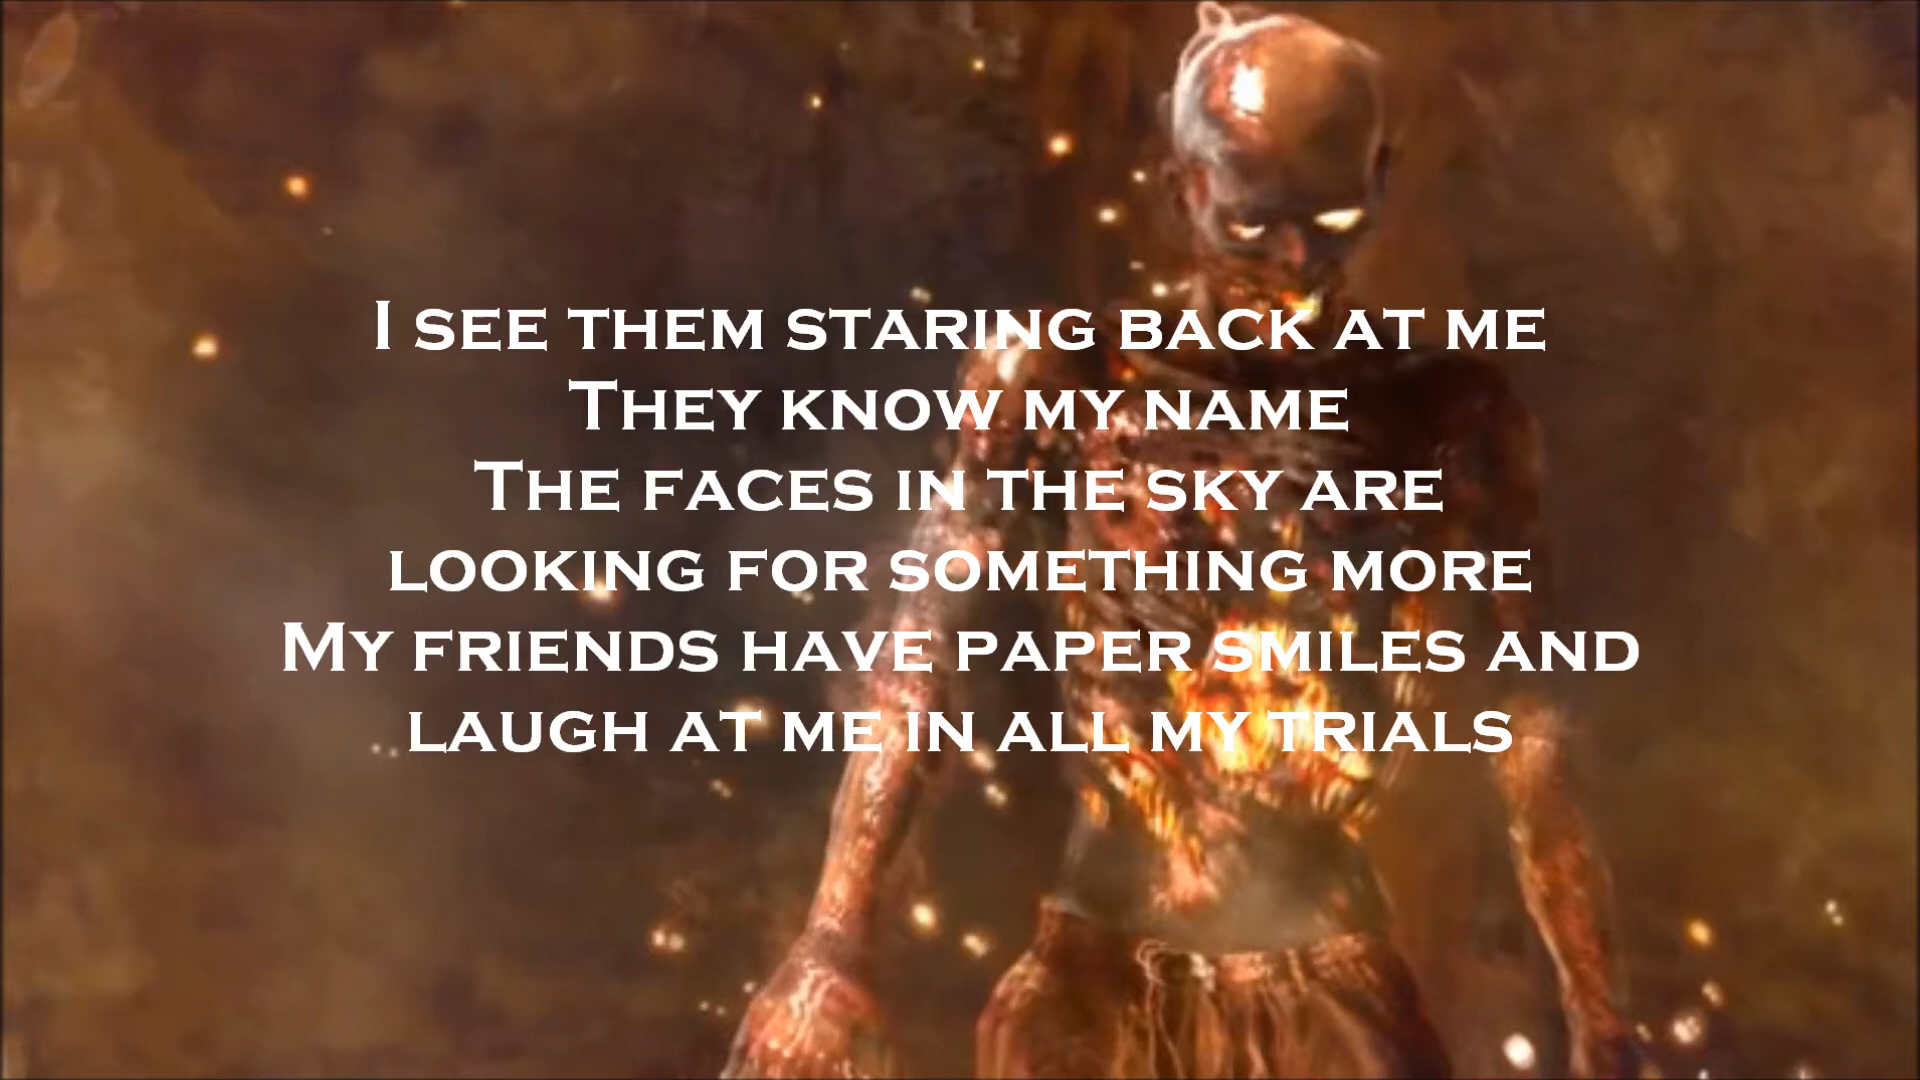 I see them staring back at me
They know my name
The faces in the sky are
looking for something more
My friends have paper smiles and
laugh at me in all my trials